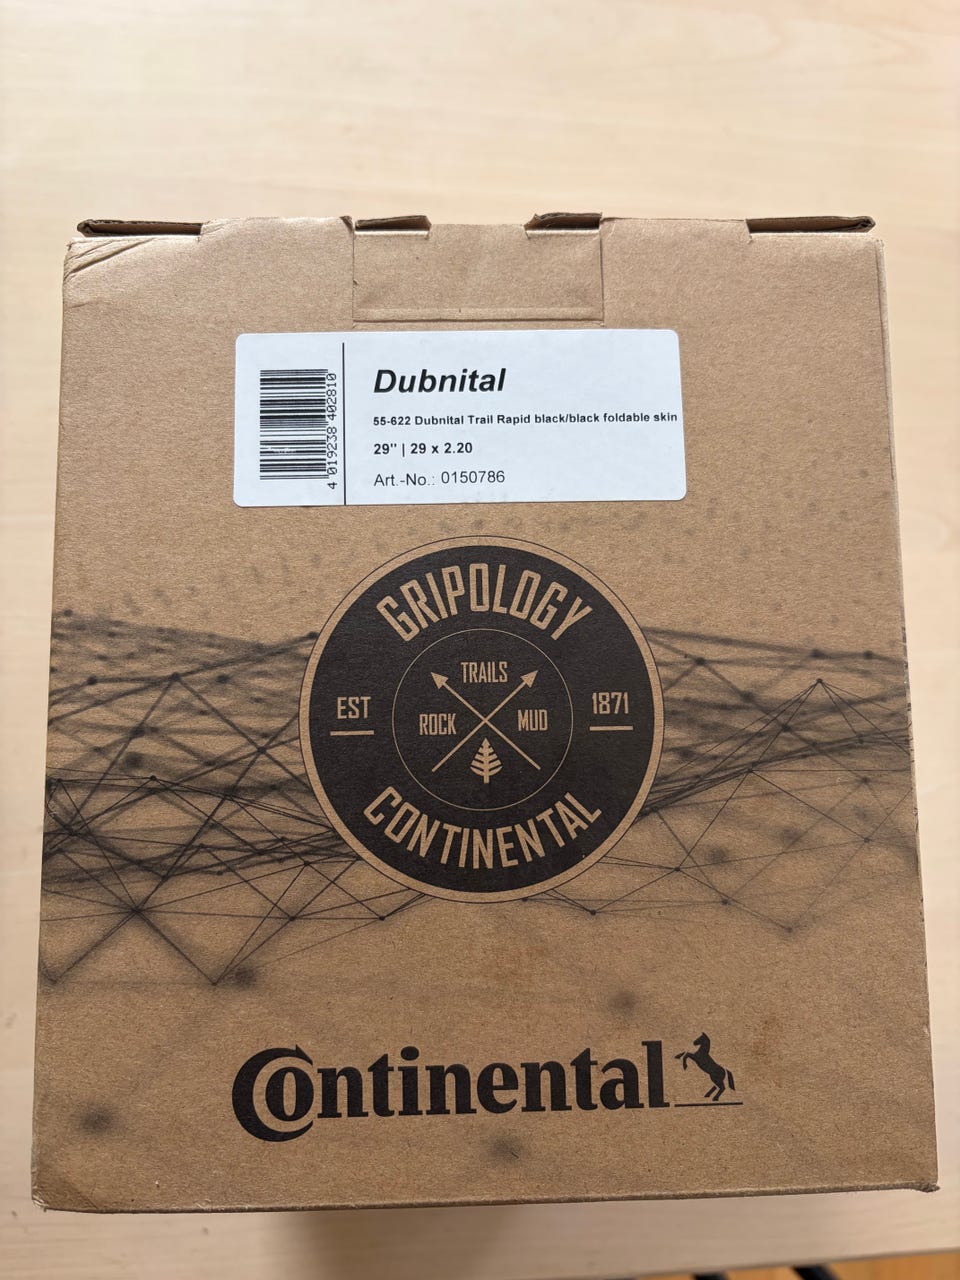 4 019238 402810
Dubnital
55-622 Dubnital Trail Rapid black/black foldable skin
29" | 29 x 2.20
Art.-No.: 0150786
GRIPOLOGY
TRAILS
EST
ROCK
MUD
1871
CONTINENTAL
Continental